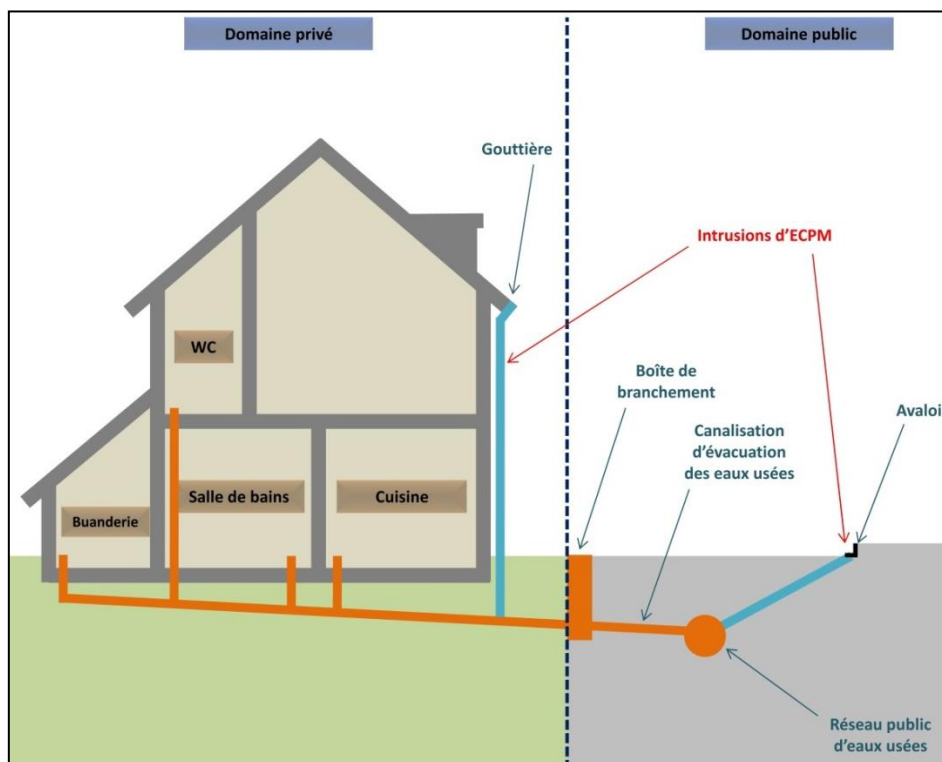 Domaine privé
Domaine public
Gouttière
Intrusions d'ECPM
WC
Boîte de
branchement
Avaloir
Canalisation
d'évacuation
des eaux usées
Salle de bains
Cuisine
Buanderie
Réseau public
d'eaux usées